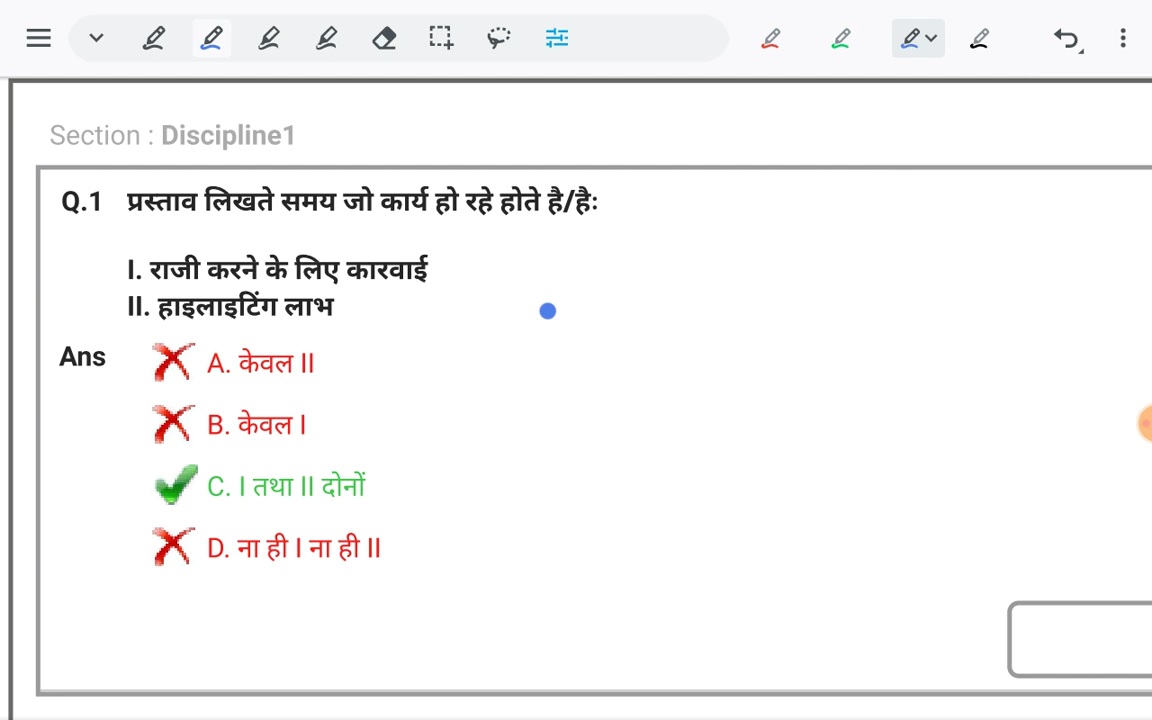 Section : Discipline1
Q.1 प्रस्ताव लिखते समय जो कार्य हो रहे होते है/हैः
I. राजी करने के लिए कारवाई
II. हाइलाइटिंग लाभ
Ans
A. केवल II
B. केवल I
C. I तथा II दोनों
D. ना ही I ना ही II